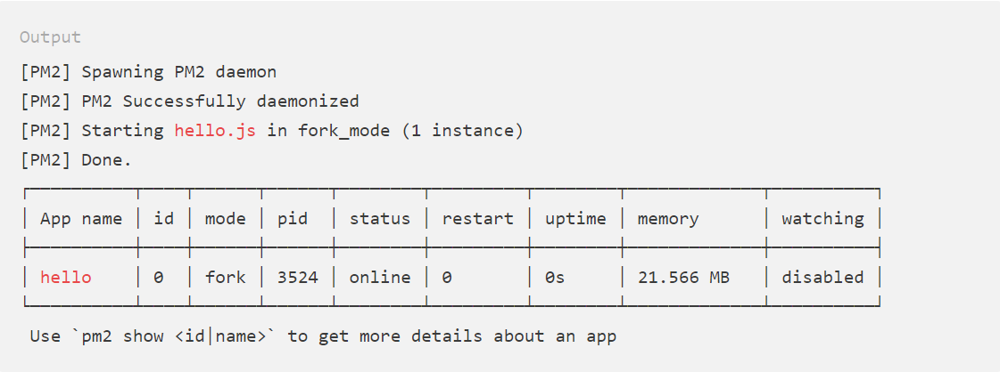 Output
[PM2] Spawning PM2 daemon
[PM2] PM2 Successfully daemonized
[PM2] Starting hello.js in fork_mode (1 instance)
[PM2] Done.
│ App name │ id │ mode │ pid  │ status │ restart │ uptime │ memory      │ watching │
│ hello    │ 0  │ fork │ 3524 │ online │ 0       │ 0s     │ 21.566 MB   │ disabled │
Use `pm2 show <id|name>` to get more details about an app